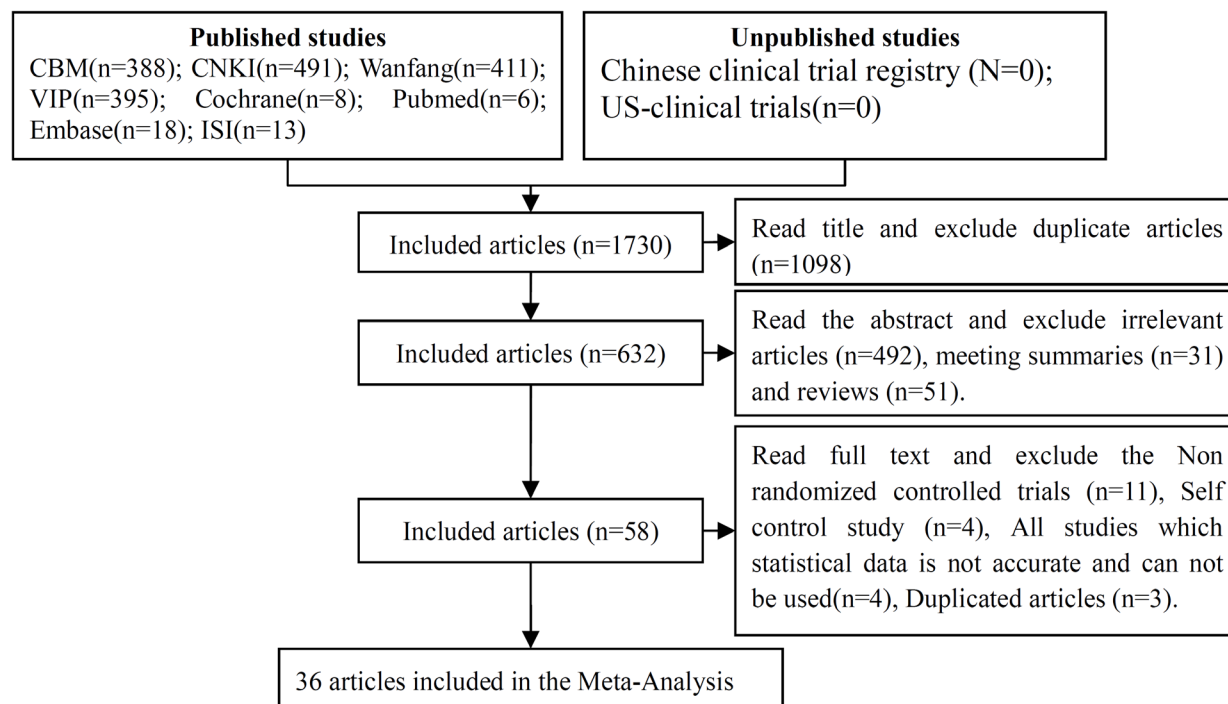 Published studies
CBM(n=388); CNKI(n=491); Wanfang(n=411);
VIP(n=395); Cochrane(n=8); Pubmed(n=6);
Embase(n=18); ISI(n=13)
Unpublished studies
Chinese clinical trial registry (N=0);
US-clinical trials(n=0)
Included articles (n=1730)
Read title and exclude duplicate articles
(n=1098)
Included articles (n=632)
Read the abstract and exclude irrelevant
articles (n=492), meeting summaries (n=31)
and reviews (n=51).
Included articles (n=58)
Read full text and exclude the Non
randomized controlled trials (n=11), Self
control study (n=4), All studies which
statistical data is not accurate and can not
be used(n=4), Duplicated articles (n=3).
36 articles included in the Meta-Analysis